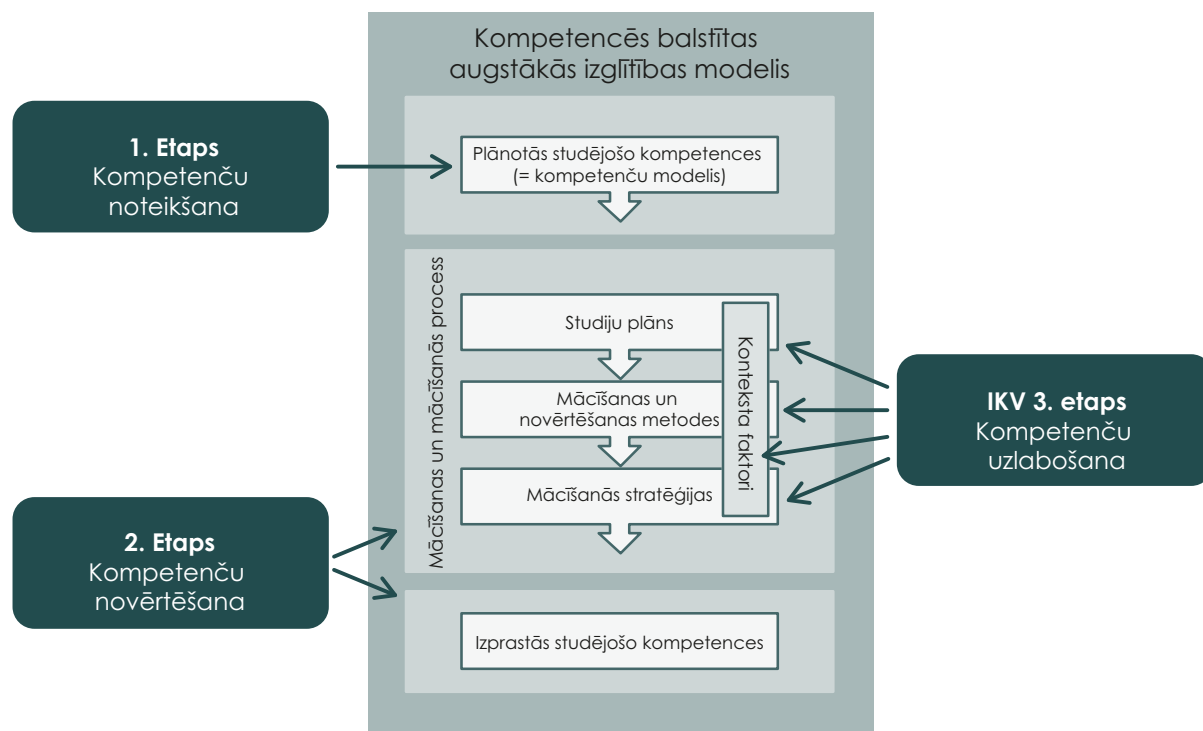 Kompetencēs balstītas
augstākās izglītības modelis
1. Etaps
Kompetenču
noteikšana
Plānotās studējošo kompetences
(= kompetenču modelis)
Mācīšanas un mācīšanās process
Studiju plāns
Mācīšanas un
novērtēšanas metodes
Mācīšanās stratēģijas
Konteksta faktori
IKV 3. etaps
Kompetenču
uzlabošana
2. Etaps
Kompetenču
novērtēšana
Izprastās studējošo kompetences